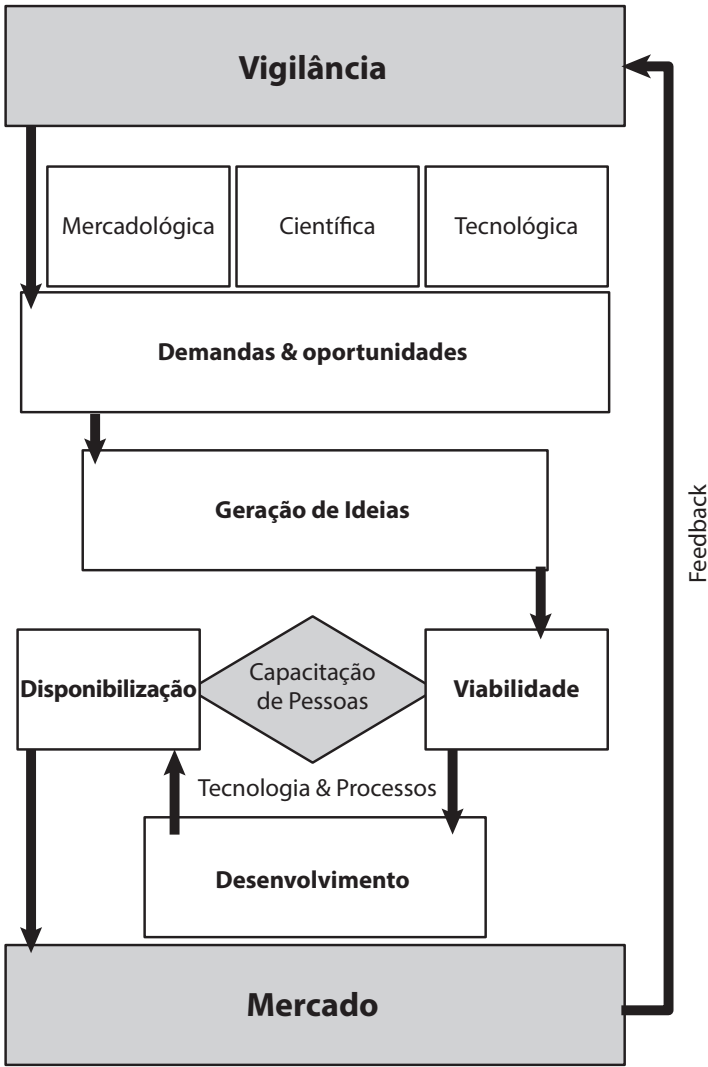 Vigilância
Mercadológica
Científica
Tecnológica
Demandas & oportunidades
Geração de Ideias
Feedback
Disponibilização
Capacitação
de Pessoas
Viabilidade
Tecnologia & Processos
Desenvolvimento
Mercado